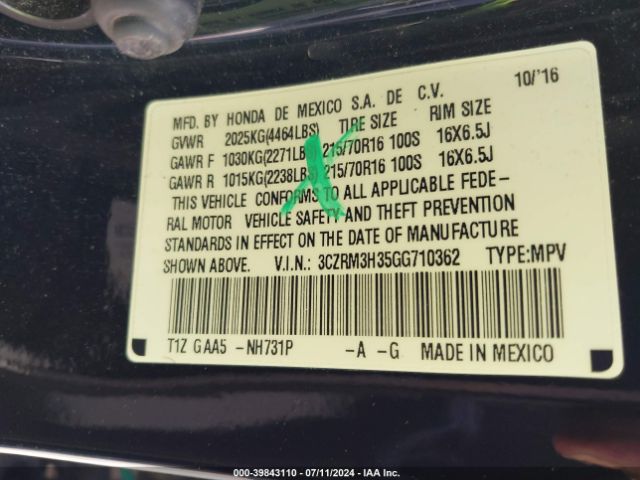 10/'16
MFD. BY HONDA DE MEXICO S.A. DE C.V.
GVWR 2025KG(4464LBS) TIRE SIZE RIM SIZE
GAWR F 1030KG(2271LBS) 215/70R16 100S 16X6.5J
GAWR R 1015KG(2238LBS) 215/70R16 100S 16X6.5J
THIS VEHICLE CONFORMS TO ALL APPLICABLE FEDE-
RAL MOTOR VEHICLE SAFETY AND THEFT PREVENTION
STANDARDS IN EFFECT ON THE DATE OF MANUFACTURE
SHOWN ABOVE. V.I.N.: 3CZRM3H35GG710362 TYPE:MPV
T1Z G AA5 -NH731P -A -G MADE IN MEXICO
000-39843110 - 07/11/2024 - IAA Inc.